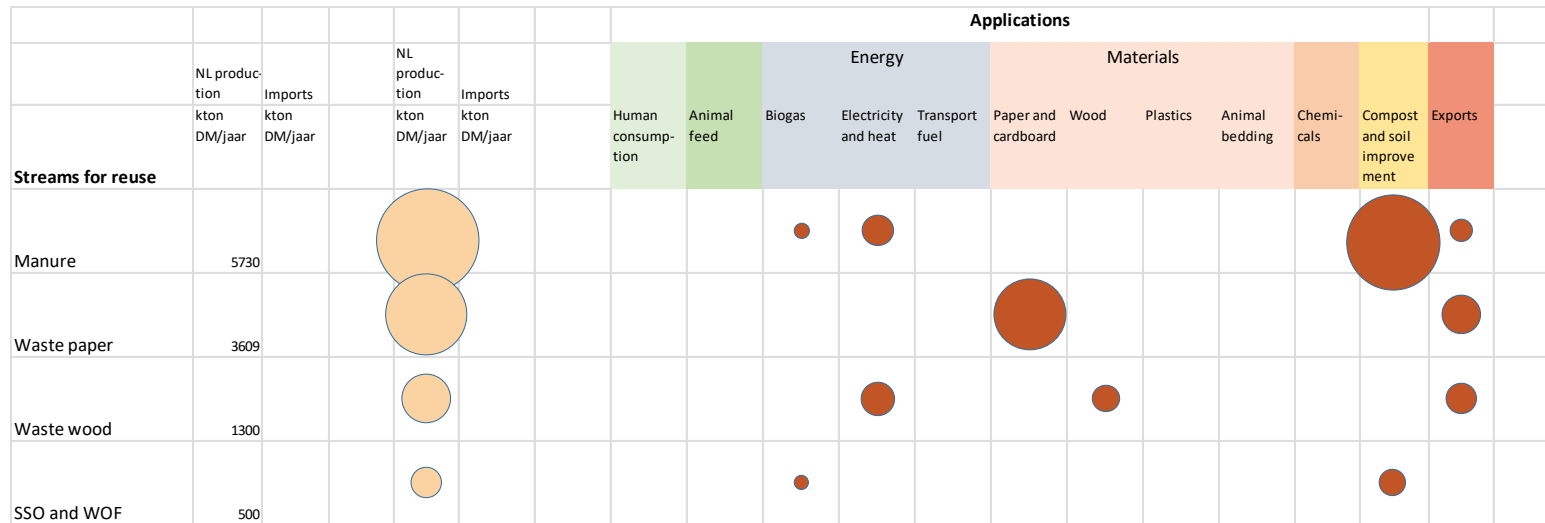 Applications
Energy
Materials
NL produc-
tion
Imports
NL
produc-
tion
Imports
kton
DM/jaar
kton
DM/jaar
kton
DM/jaar
kton
DM/jaar
Human
consump-
tion
Animal
feed
Biogas
Electricity
and heat
Transport
fuel
Paper and
cardboard
Wood
Plastics
Animal
bedding
Chemi-
cals
Compost
and soil
improve
ment
Exports
Streams for reuse
Manure 5730
Waste paper 3609
Waste wood 1300
SSO and WOF 500